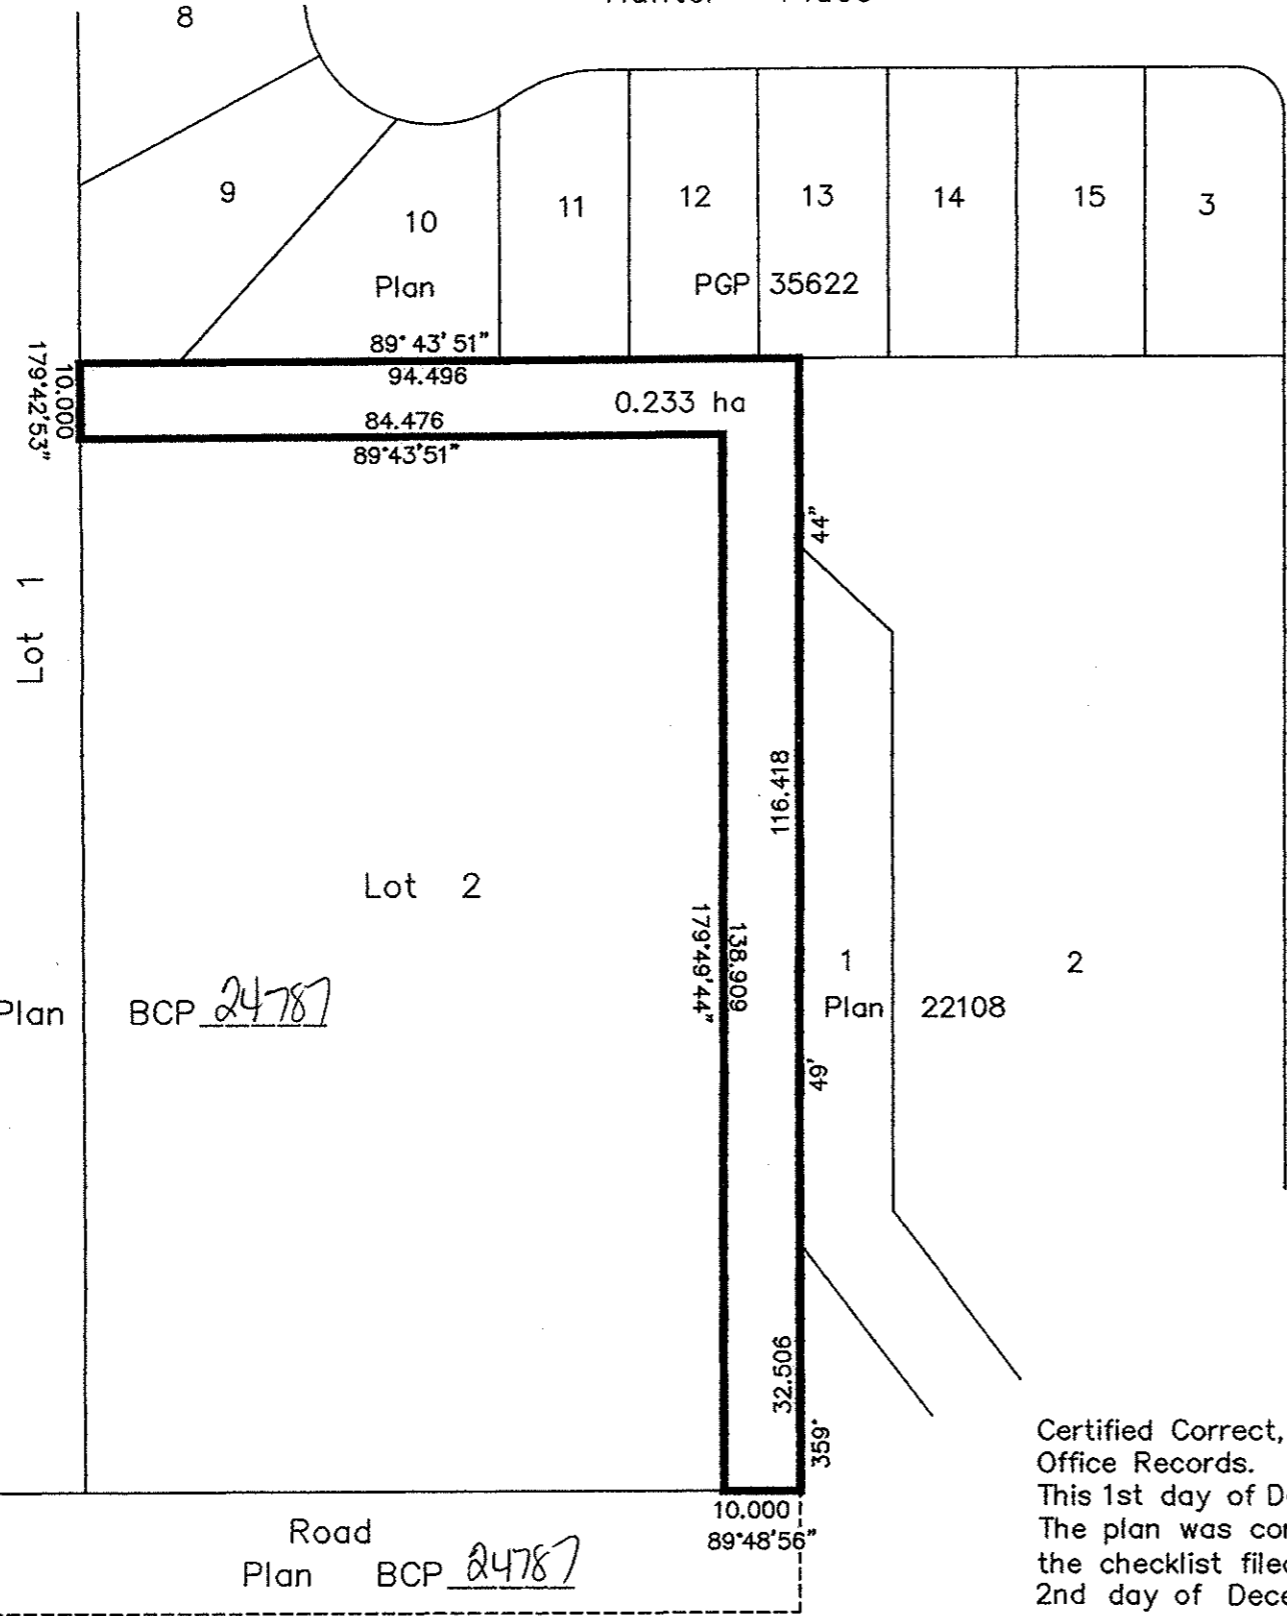 8
9
10
11
12
13
14
15
3
Plan
PGP 35622
89°43'51"
94.496
0.233 ha
84.476
89°43'51"
10.000
179°42'53"
44"
Lot 1
116.418
Lot 2
138.909
179°49'44"
1
2
Plan 22108
Plan BCP 24787
49'
32.506
359°
10.000
89°48'56"
Road
Plan BCP 24787
Certified Correct,
Office Records.
This 1st day of
The plan was
the checklist
2nd day of